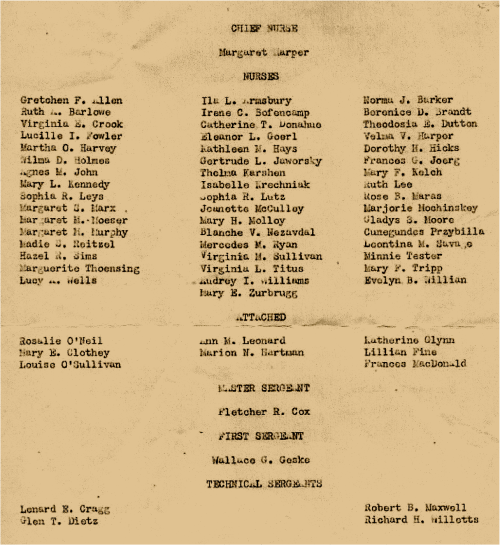 CHIEF NURSE
Margaret Harper
NURSES
Gretchen F. Allen Ila L. Armsbury Norma J. Barker
Ruth A. Barlowe Irene C. Bofencamp Berenice D. Brandt
Virginia E. Crook Catherine T. Donahue Theodosia E. Dutton
Lucille I. Fowler Eleanor L. Goerl Velma V. Harper
Martha O. Harvey Kathleen M. Hays Dorothy H. Hicks
Wilma D. Holmes Gertrude L. Jaworsky Frances G. Joerg
Agnes M. John Thelma Karshen Mary F. Kelch
Mary L. Kennedy Isabelle Krechniak Ruth Lee
Sophia R. Leys Sophia R. Lutz Rose B. Maras
Margaret S. Marx Jeanette McCulley Marjorie Mochinskey
Margaret M. Moeser Mary H. Molley Gladys S. Moore
Margaret M. Murphy Blanche V. Nezavdal Cunegundes Przybilla
Madie S. Reitzel Mercedes M. Ryan Leontina M.
Hazel R. Sims Virginia M. Sullivan Minnie Tester
Marguerite Thoensing Virginia L. Titus Mary F. Tripp
Lucy A. Wells Audrey I. Williams Evelyn B. Willian
Mary E. Zurbrugg
ATTACHED
Rosalie O'Neil Ann M. Leonard Katherine Glynn
Mary E. Clothey Marion N. Hartman Lillian Fine
Louise O'Sullivan Frances MacDonald
MASTER SERGEANT
Fletcher R. Cox
FIRST SERGEANT
Wallace G. Geske
TECHNICAL SERGEANTS
Lenard E. Cragg Robert B. Maxwell
Glen T. Dietz Richard H. Willetts